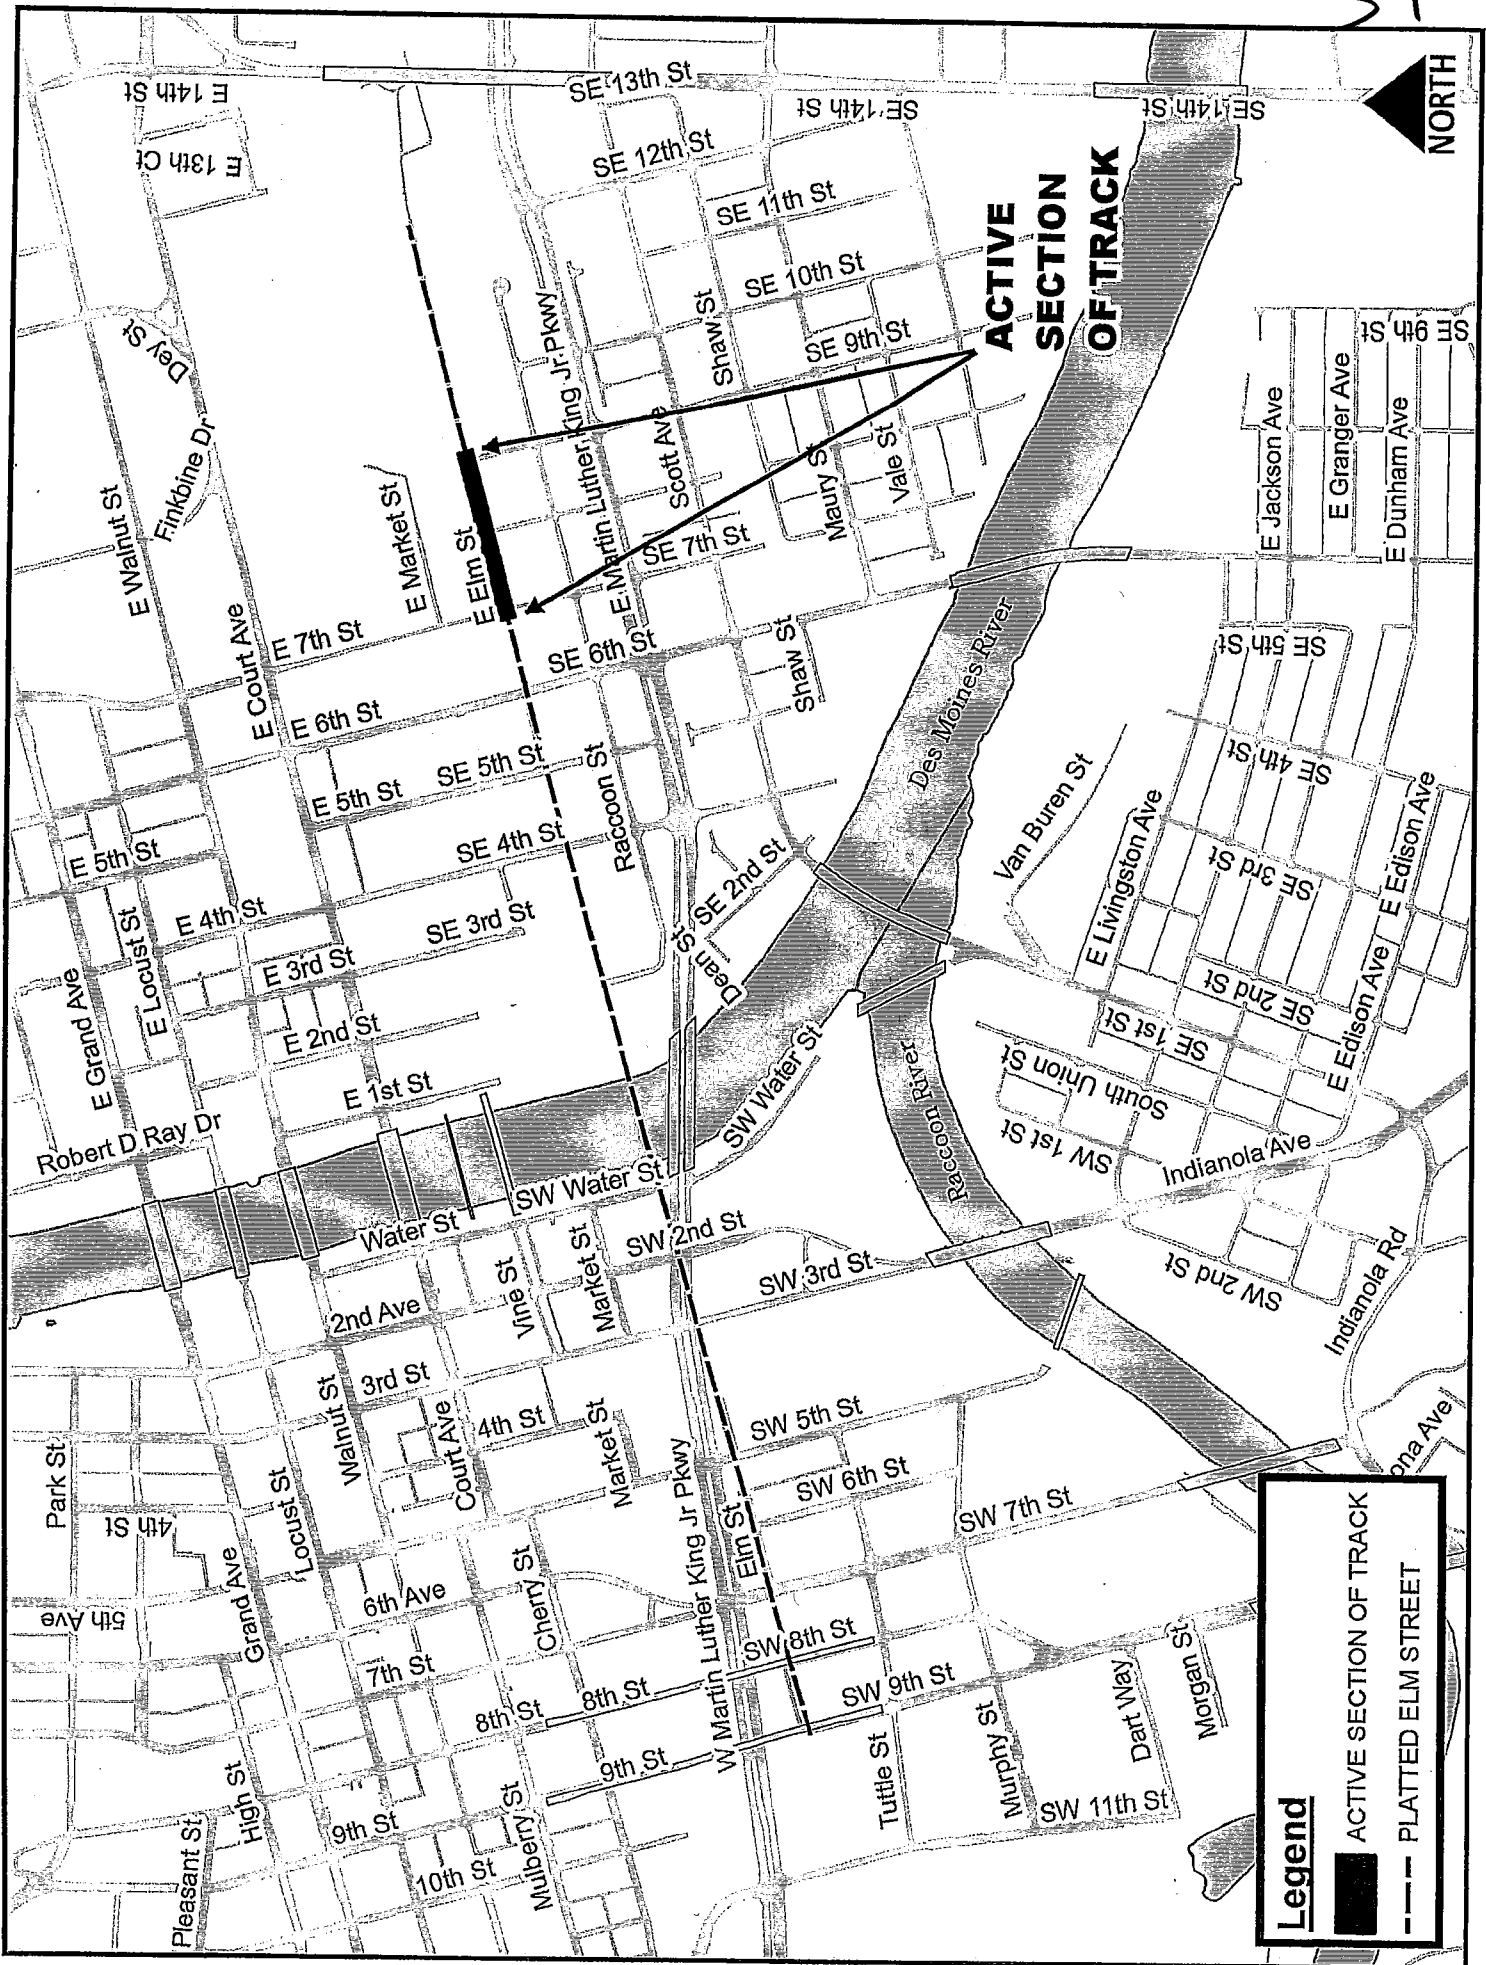 E 14th St
SE 13th St
SE 14th St
SE 14th St
E 13th Ct
SE 12th St
SE 11th St
SE 10th St
SE 9th St
NORTH
ACTIVE
SECTION
OF TRACK
Dey St
Finkbine Dr
E Walnut St
E Market St
E Elm St
E Martin Luther King Jr Pkwy
Scott Ave
Shaw St
Maury St
Vale St
SE 7th St
E Court Ave
E 7th St
E 6th St
SE 6th St
Shaw St
Des Moines River
E Jackson Ave
E Granger Ave
E Dunham Ave
SE 9th St
SE 5th St
SE 4th St
SE 3rd St
SE 2nd St
SE 1st St
E Livingston Ave
E Edison Ave
E Edison Ave
Van Buren St
E 5th St
E 5th St
SE 5th St
SE 4th St
SE 3rd St
Raccoon St
SE 2nd St
Dean St
E Grand Ave
E Grand Ave
E Locust St
E Locust St
E 4th St
E 3rd St
E 2nd St
E 1st St
Robert D Ray Dr
Water St
SW Water St
SW Water St
Raccoon River
South Union St
SW 1st St
Indianola Ave
SW 2nd St
Indianola Rd
2nd Ave
Vine St
Market St
SW 2nd St
SW 3rd St
3rd St
4th St
Walnut St
Court Ave
Market St
SW 5th St
SW 6th St
SW 7th St
Park St
4th St
5th Ave
Grand Ave
Locust St
6th Ave
Cherry St
W Martin Luther King Jr Pkwy
Elm St
SW 8th St
SW 9th St
7th St
8th St
8th St
9th St
9th St
10th St
High St
Pleasant St
Mulberry St
Tuttle St
Murphy St
Dart Way
Morgan St
SW 11th St
Legend
ACTIVE SECTION OF TRACK
PLATTED ELM STREET